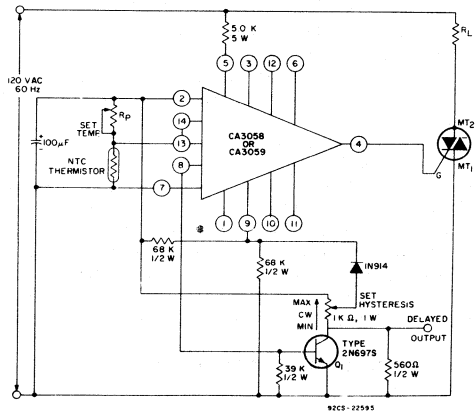 120 VAC
60 Hz
5.0 K
5 W
R L
5
3
12
6
2
14
13
8
7
R P
SET
TEMP.
100 µF
NTC
THERMISTOR
CA3058
OR
CA3059
4
MT2
MT1
G
1
9
10
11
68 K
1/2 W
68 K
1/2 W
1N914
SET
HYSTERESIS
MAX
CW
MIN
1K Ω, 1 W
DELAYED
OUTPUT
TYPE
2N697S
Q1
39 K
1/2 W
560Ω
1/2 W
92CS-22595